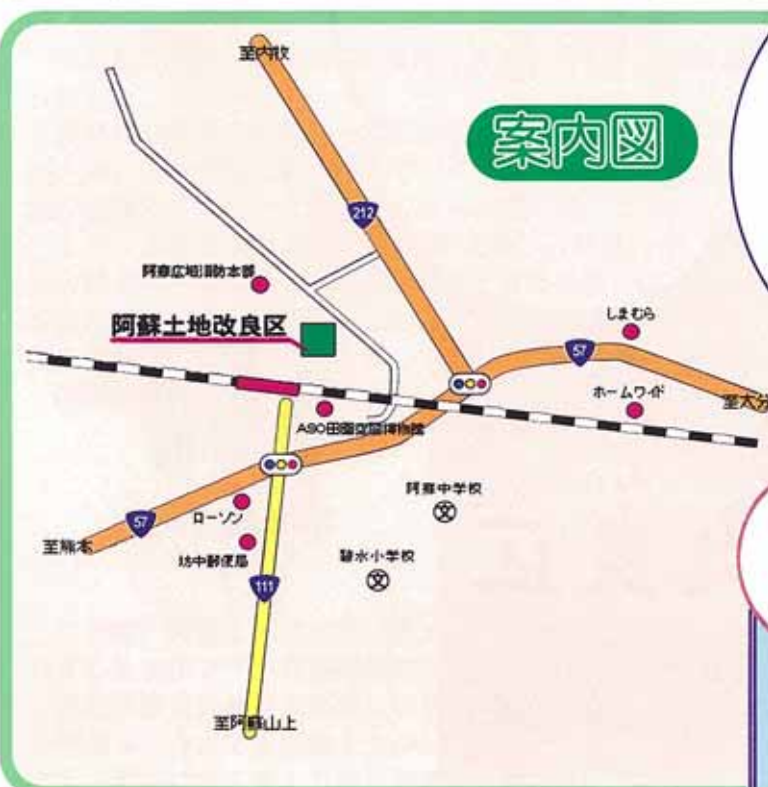 至内牧
案内図
212
阿蘇広域消防本部
阿蘇土地改良区
しまむら
57
ホームワイド
至大分
ASO田園空間博物館
阿蘇中学校
文
ローソン
57
至熊本
坊中郵便局
碧水小学校
文
111
至阿蘇山上